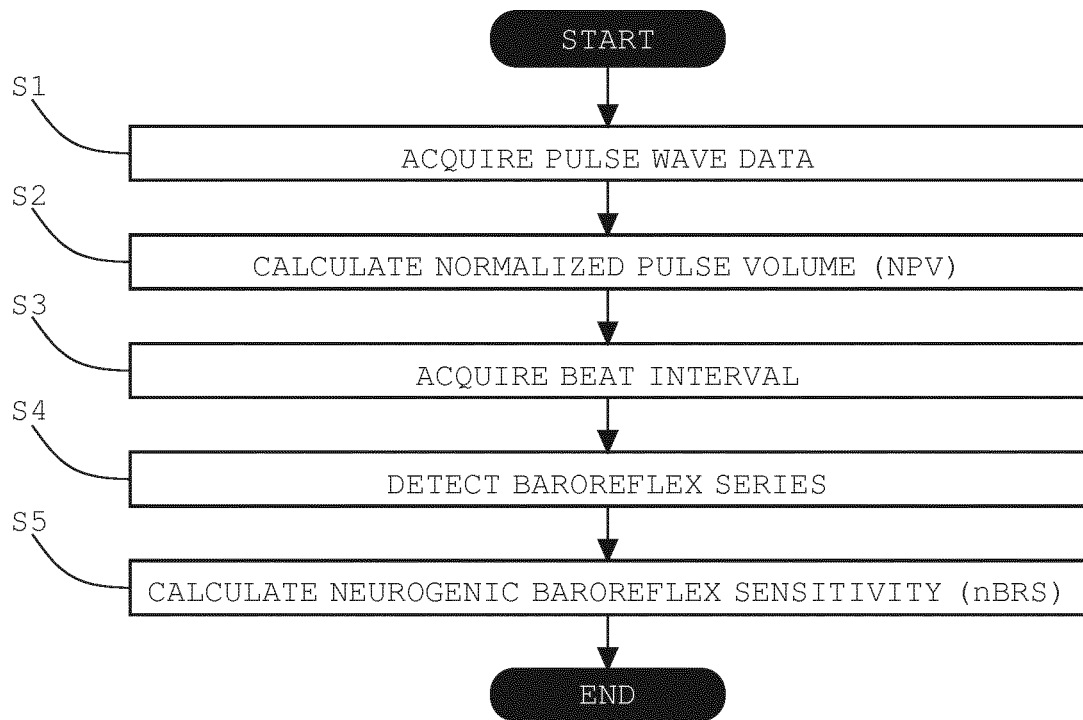 START
S1
ACQUIRE PULSE WAVE DATA
S2
CALCULATE NORMALIZED PULSE VOLUME (NPV)
S3
ACQUIRE BEAT INTERVAL
S4
DETECT BAROREFLEX SERIES
S5
CALCULATE NEUROGENIC BAROREFLEX SENSITIVITY (nBRS)
END